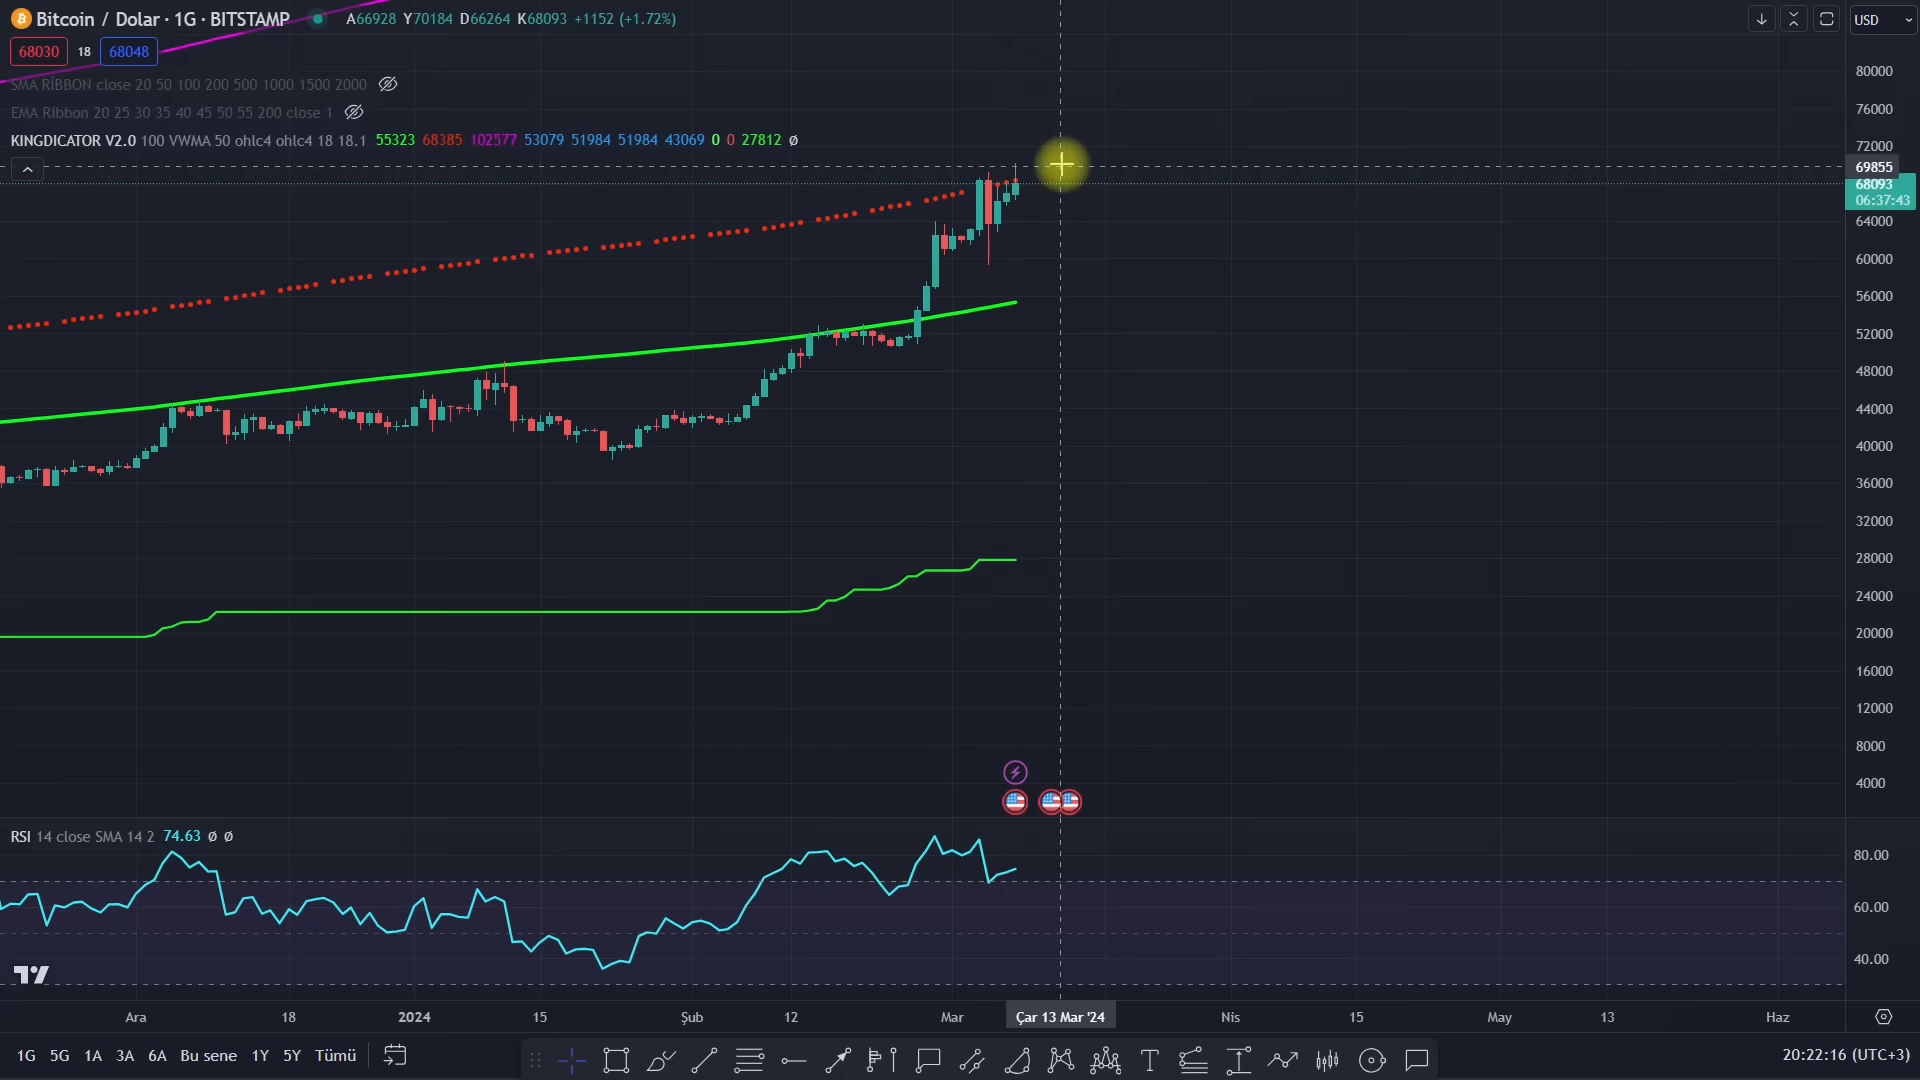 Bitcoin / Dolar · 1G · BITSTAMP A66928 Y70184 D66264 K68093 +1152 (+1.72%)
USD
68030 18 68048
SMA RİBBON close 20 50 100 200 500 1000 1500 2000
EMA Ribbon 20 25 30 35 40 45 50 55 200 close 1
KINGDICATOR V2.0 100 VWMA 50 ohlc4 ohlc4 18 18.1 55323 68385 102577 53079 51984 51984 43069 0 0 27812 ø
80000
76000
72000
69855
68093
06:37:43
64000
60000
56000
52000
48000
44000
40000
36000
32000
28000
24000
20000
16000
12000
8000
4000
RSI 14 close SMA 14 2 74.63 ø ø
80.00
60.00
40.00
Ara 18 2024 15 Şub 12 Mar Çar 13 Mar '24 Nis 15 May 13 Haz
1G 5G 1A 3A 6A Bu sene 1Y 5Y Tümü
20:22:16 (UTC+3)